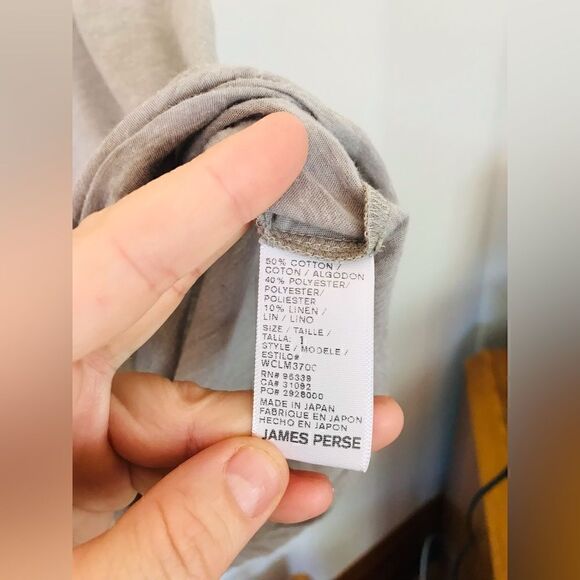 50% COTTON /
COTON / ALGODON
40% POLYESTER/
POLYESTER/
POLIESTER
10% LINEN /
LIN / LINO
SIZE / TAILLE /
TALLA: 1
STYLE / MODELE /
ESTILO#
WCLM3700
RN# 96339
CA# 31092
PO# 2928000
MADE IN JAPAN
FABRIQUE EN JAPON
HECHO EN JAPON
JAMES PERSE